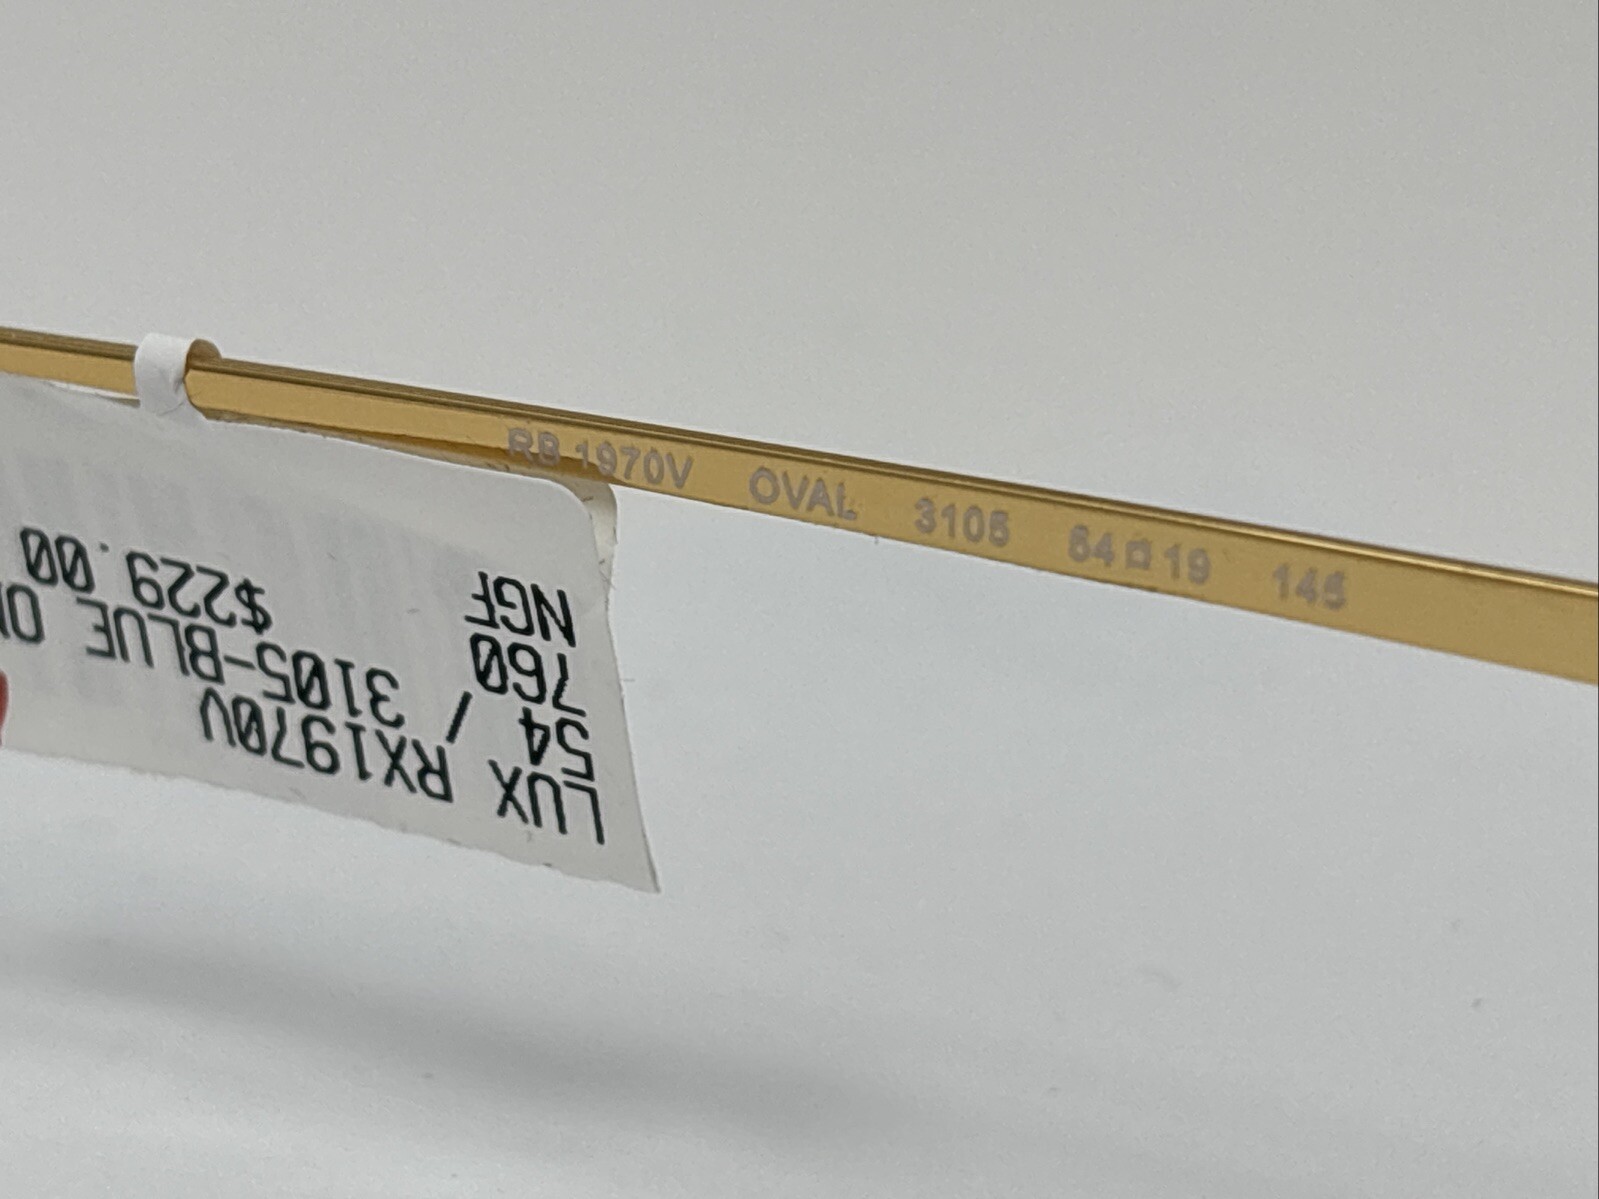 RB 1970V OVAL 3105 54□19 145
LUX RX1970V
54 / 3105-BLUE
760 $229.00
NGF